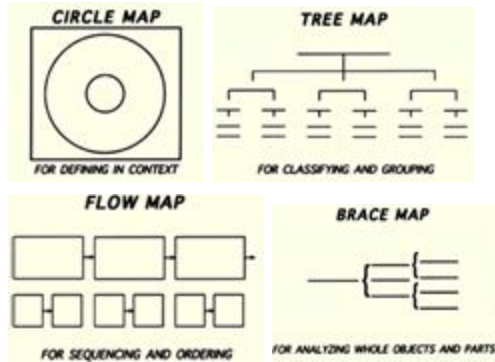 CIRCLE MAP
FOR DEFINING IN CONTEXT
TREE MAP
FOR CLASSIFYING AND GROUPING
FLOW MAP
FOR SEQUENCING AND ORDERING
BRACE MAP
FOR ANALYZING WHOLE OBJECTS AND PARTS